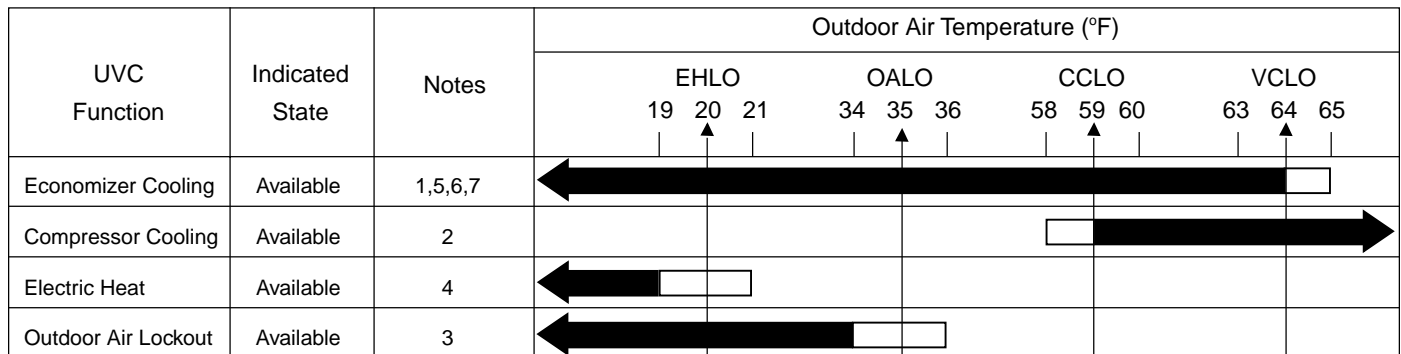 Outdoor Air Temperature (°F)
UVC Function
Indicated State
Notes
EHLO OALO CCLO VCLO
19 20 21 34 35 36 58 59 60 63 64 65
Economizer Cooling Available 1,5,6,7
Compressor Cooling Available 2
Electric Heat Available 4
Outdoor Air Lockout Available 3